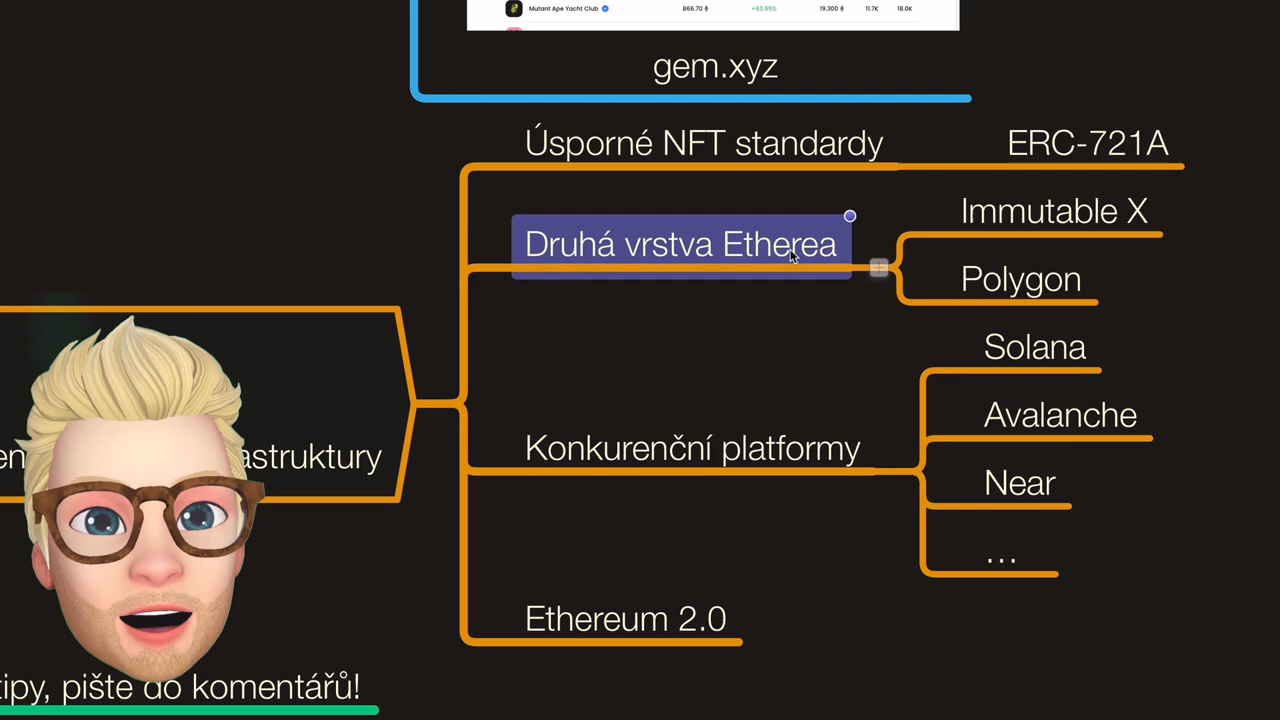 Mutant Ape Yacht Club 866.70 +63.65% 19.300 11.7K 18.0K
gem.xyz
Úsporné NFT standardy
ERC-721A
Druhá vrstva Etherea
Immutable X
Polygon
Konkurenční platformy
Solana
Avalanche
Near
...
Ethereum 2.0
astruktury
tipy, pište do komentářů!